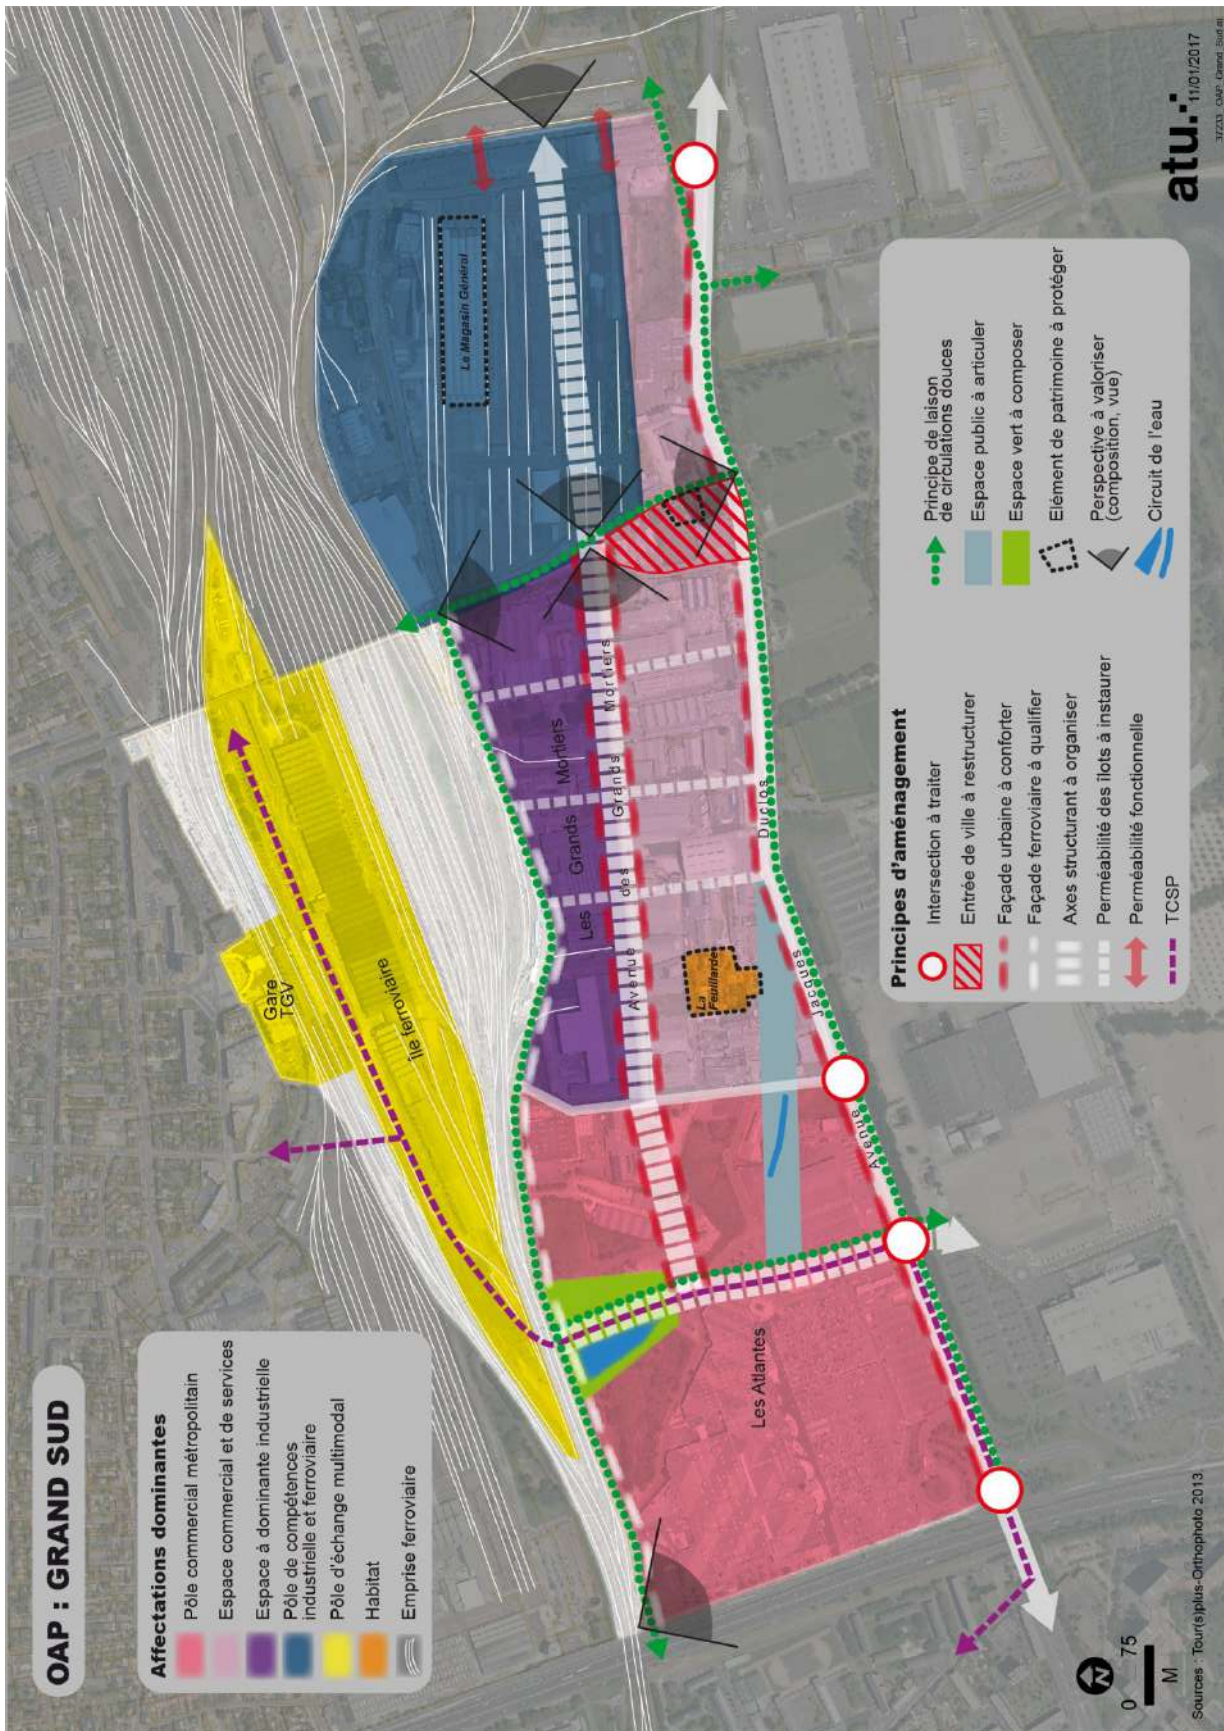 OAP : GRAND SUD
Affectations dominantes
Pôle commercial métropolitain
Espace commercial et de services
Espace à dominante industrielle
Pôle de compétences
industrielle et ferroviaire
Pôle d'échange multimodal
Habitat
Emprise ferroviaire
Gare
TGV
Île ferroviaire
Le Magasin Général
Les Grands Mortiers
Avenue des Grands Mortiers
La
Feuillarde
Les Atlantes
Avenue Jacques Duclos
Principes d'aménagement
Intersection à traiter
Entrée de ville à restructurer
Façade urbaine à conforter
Façade ferroviaire à qualifier
Axes structurant à organiser
Perméabilité des îlots à instaurer
Perméabilité fonctionnelle
TCSP
Principe de laison
de circulations douces
Espace public à articuler
Espace vert à composer
Elément de patrimoine à protéger
Perspective à valoriser
(composition, vue)
Circuit de l'eau
N
0 75
M
Sources : Tour(s)plus-Orthophoto 2013.
atu
11/01/2017